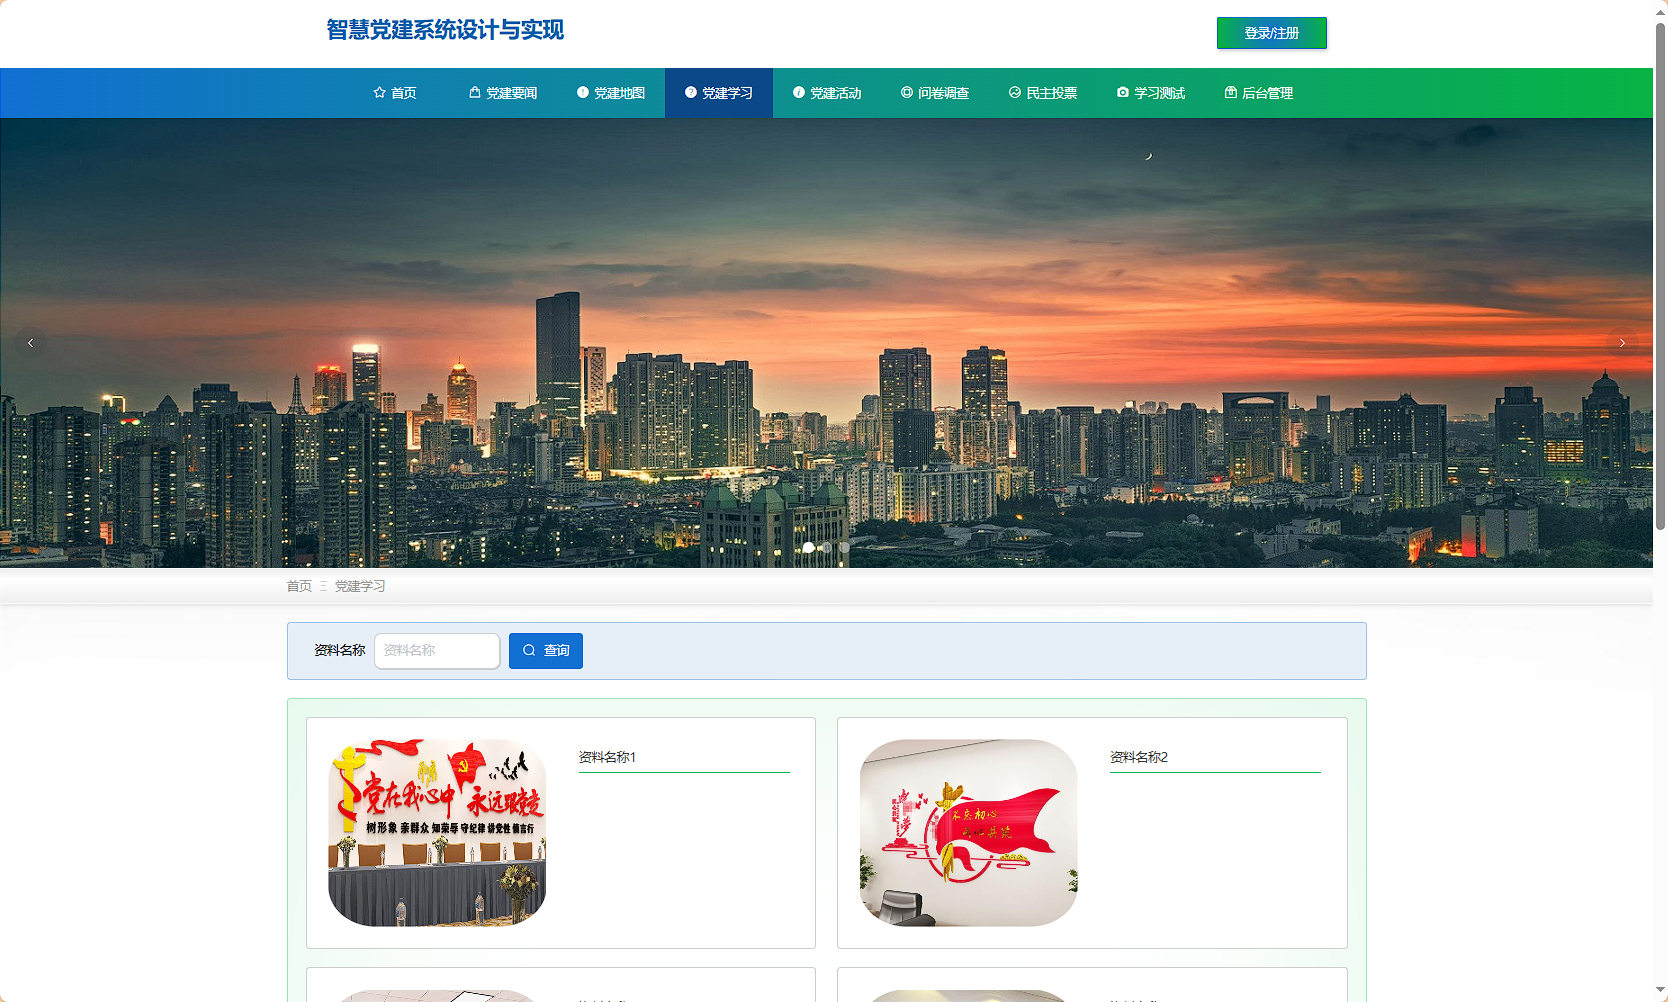 智慧党建系统设计与实现
登录/注册
首页
党建要闻
党建地图
党建学习
党建活动
问卷调查
民主投票
学习测试
后台管理
首页
党建学习
资料名称
资料名称
查询
党在我心中 永远跟党走
树形象 亲群众 知荣辱 守纪律 讲党性 慎言行
资料名称1
不忘初心
资料名称2